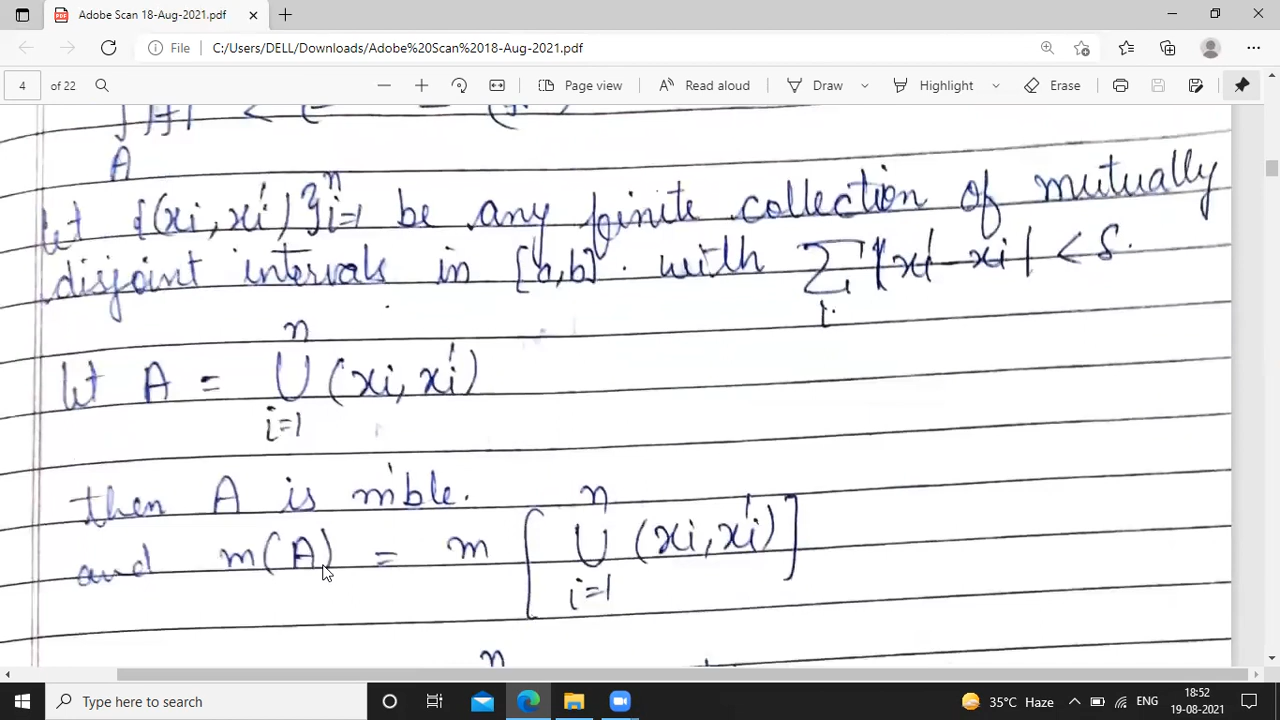 Adobe Scan 18-Aug-2021.pdf
File C:/Users/DELL/Downloads/Adobe%20Scan%2018-Aug-2021.pdf
4 of 22 Page view Read aloud Draw Highlight Erase
A
let {(xi, xi')}ⁿi=1 be any finite collection of mutually
disjoint intervals in [a,b]. with Σi |xi' - xi| < δ.
let A = ⋃ⁿi=1 (xi, xi')
then A is m'ble.
and m(A) = m [ ⋃ⁿi=1 (xi, xi') ]
n
Type here to search
35°C Haze ENG 18:52
19-08-2021